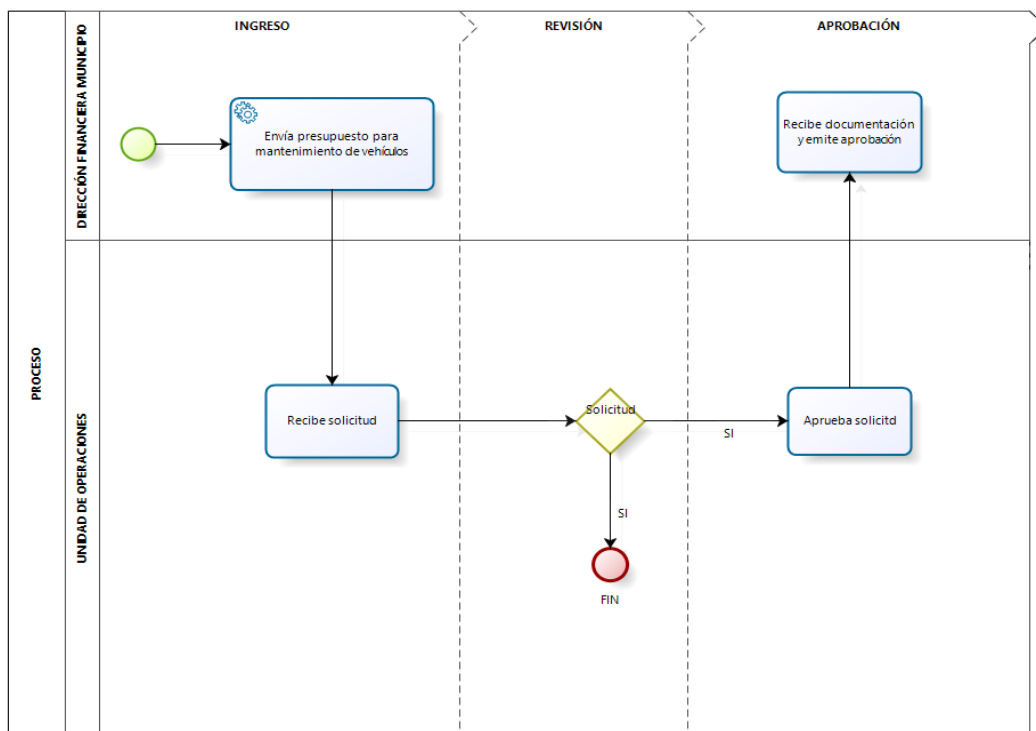 INGRESO
REVISIÓN
APROBACIÓN
PROCESO
DIRECCIÓN FINANCIERA MUNICIPIO
Envía presupuesto para
mantenimiento de vehículos
Recibe documentación
y emite aprobación
UNIDAD DE OPERACIONES
Recibe solicitud
Solicitud
SI
Aprueba solicitd
SI
FIN